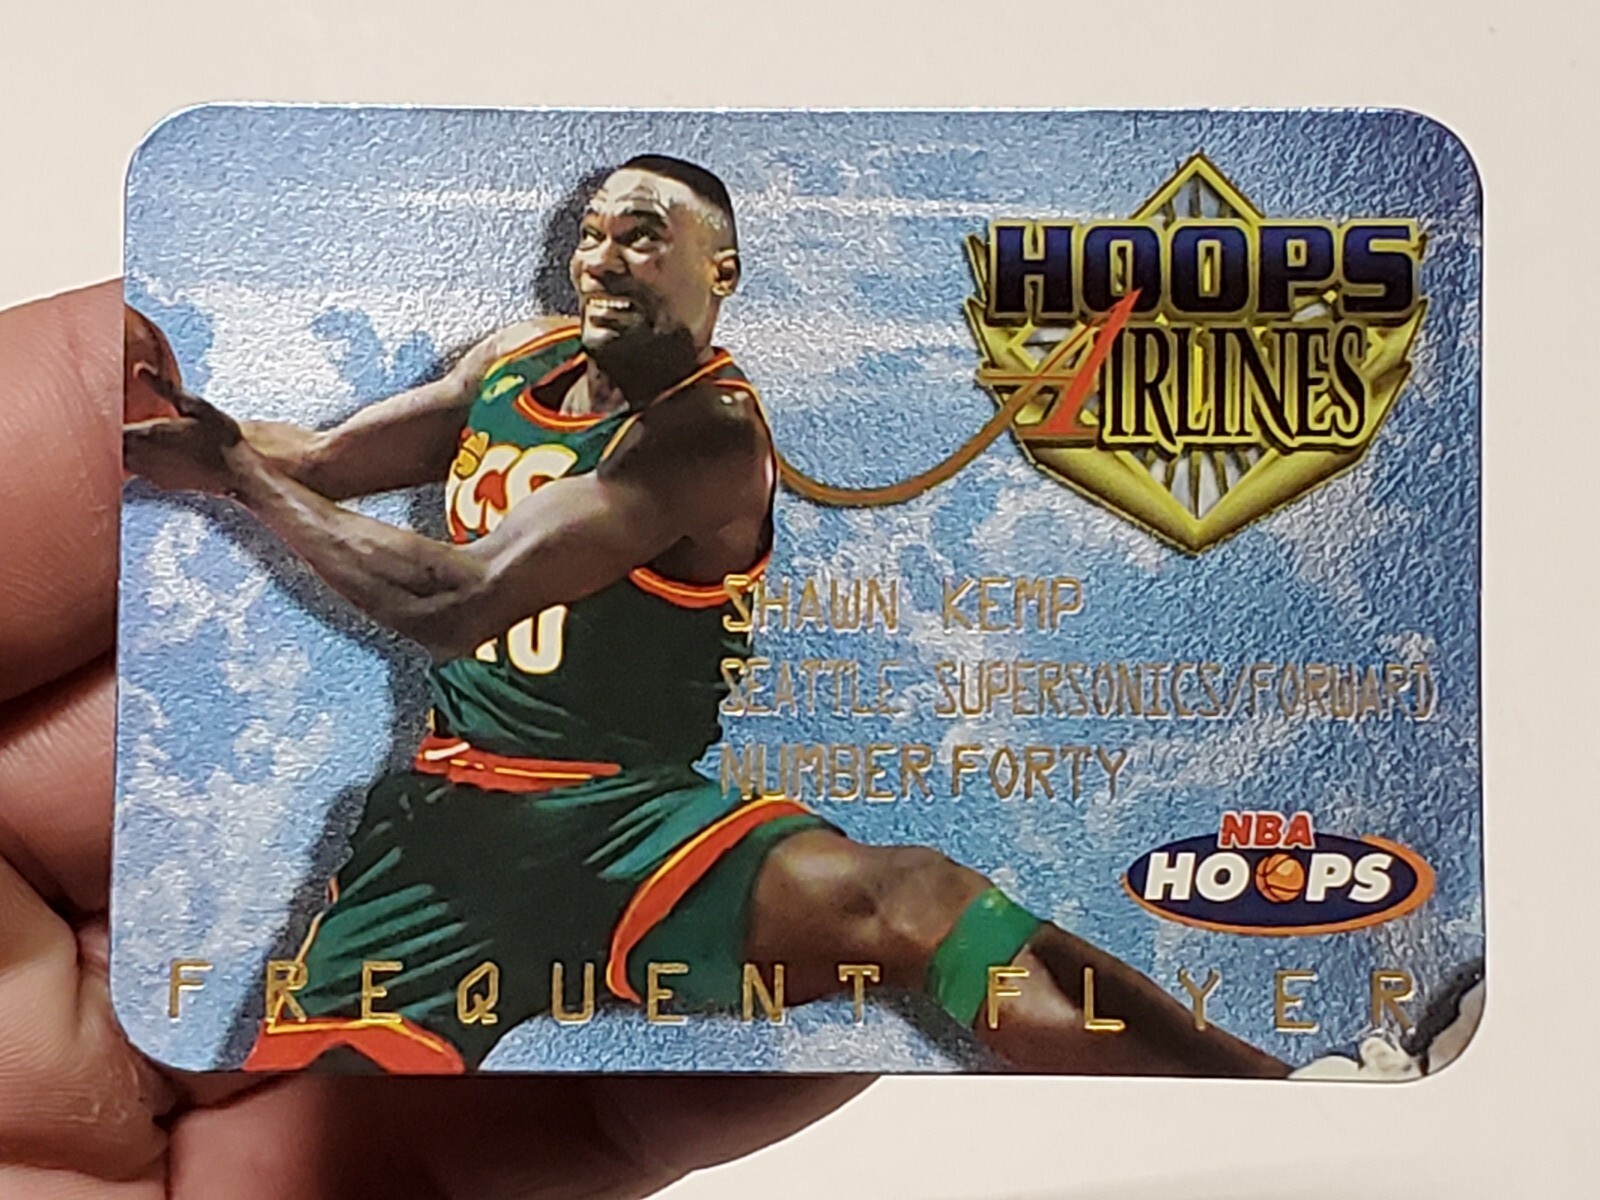 HOOPS
AIRLINES
SHAWN KEMP
SEATTLE SUPERSONICS/FORWARD
NUMBER FORTY
NBA
HOOPS
FREQUENT FLYER